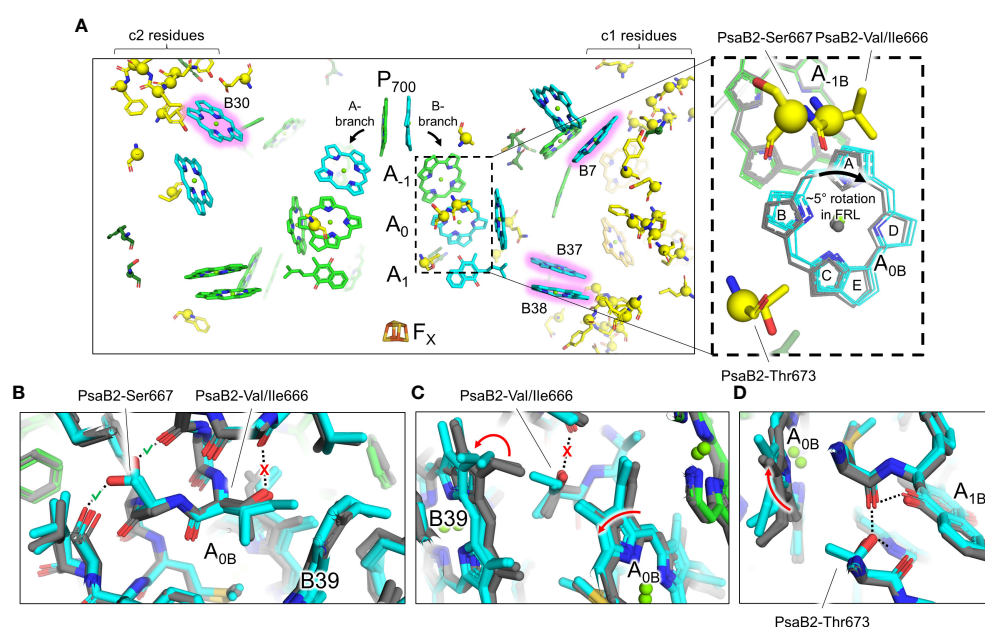 A
c2 residues
c1 residues
PsaB2-Ser667 PsaB2-Val/Ile666
B30
P700
A-
branch
B-
branch
A-1
A0
A1
FX
B7
B37
B38
A-1B
A
~5° rotation
in FRL
B
D
C
E
A0B
PsaB2-Thr673
B
PsaB2-Ser667
PsaB2-Val/Ile666
✓
✓
X
A0B
B39
C
PsaB2-Val/Ile666
X
B39
A0B
D
A0B
A1B
PsaB2-Thr673